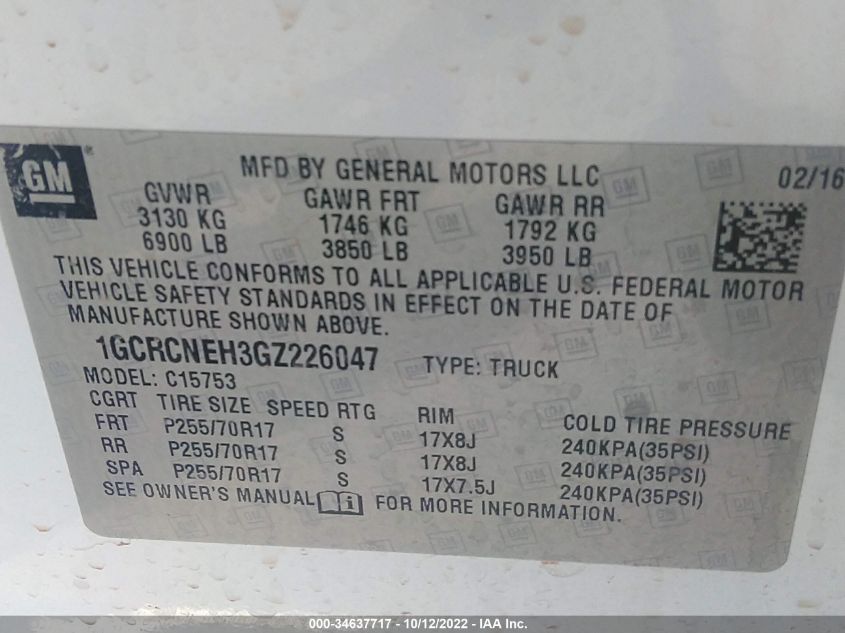 GM ®
MFD BY GENERAL MOTORS LLC 02/16
GVWR GAWR FRT GAWR RR
3130 KG 1746 KG 1792 KG
6900 LB 3850 LB 3950 LB
THIS VEHICLE CONFORMS TO ALL APPLICABLE U.S. FEDERAL MOTOR
VEHICLE SAFETY STANDARDS IN EFFECT ON THE DATE OF
MANUFACTURE SHOWN ABOVE.
1GCRCNEH3GZ226047 TYPE: TRUCK
MODEL: C15753
CGRT TIRE SIZE SPEED RTG RIM COLD TIRE PRESSURE
FRT P255/70R17 S 17X8J 240KPA(35PSI)
RR P255/70R17 S 17X8J 240KPA(35PSI)
SPA P255/70R17 S 17X7.5J 240KPA(35PSI)
SEE OWNER'S MANUAL FOR MORE INFORMATION.
000-34637717 - 10/12/2022 - IAA Inc.